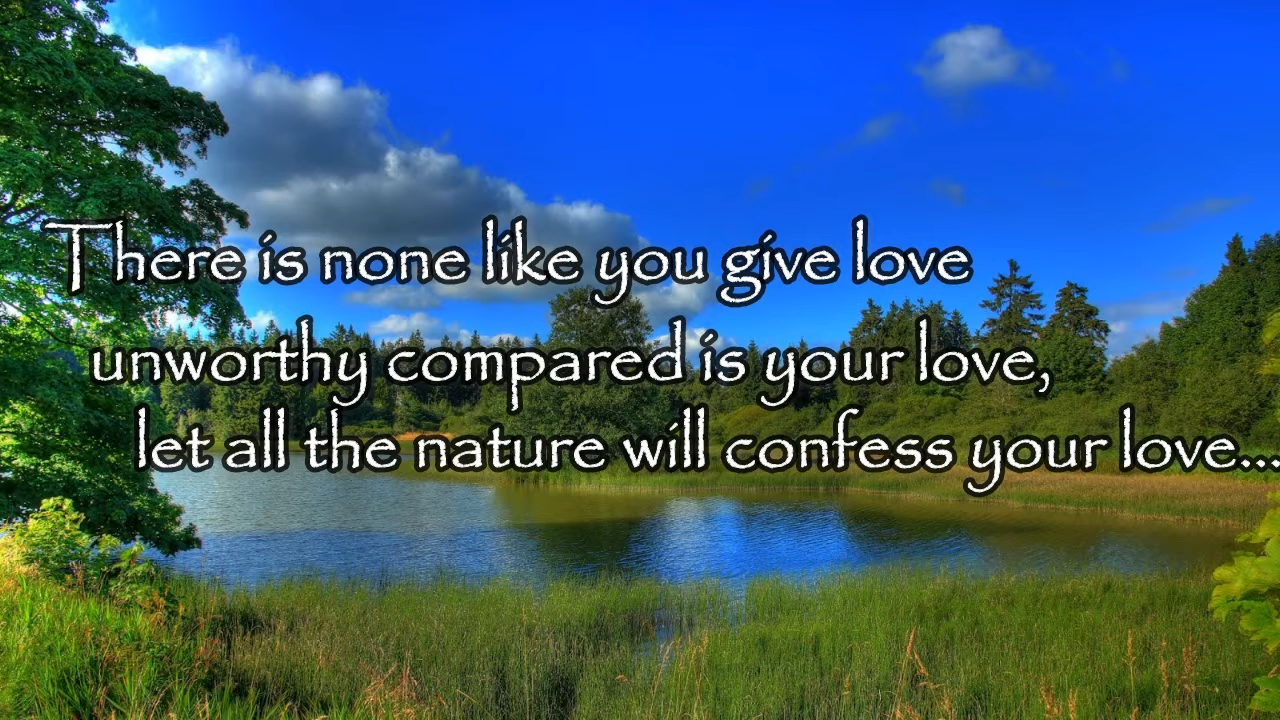 There is none like you give love
unworthy compared is your love,
let all the nature will confess your love...